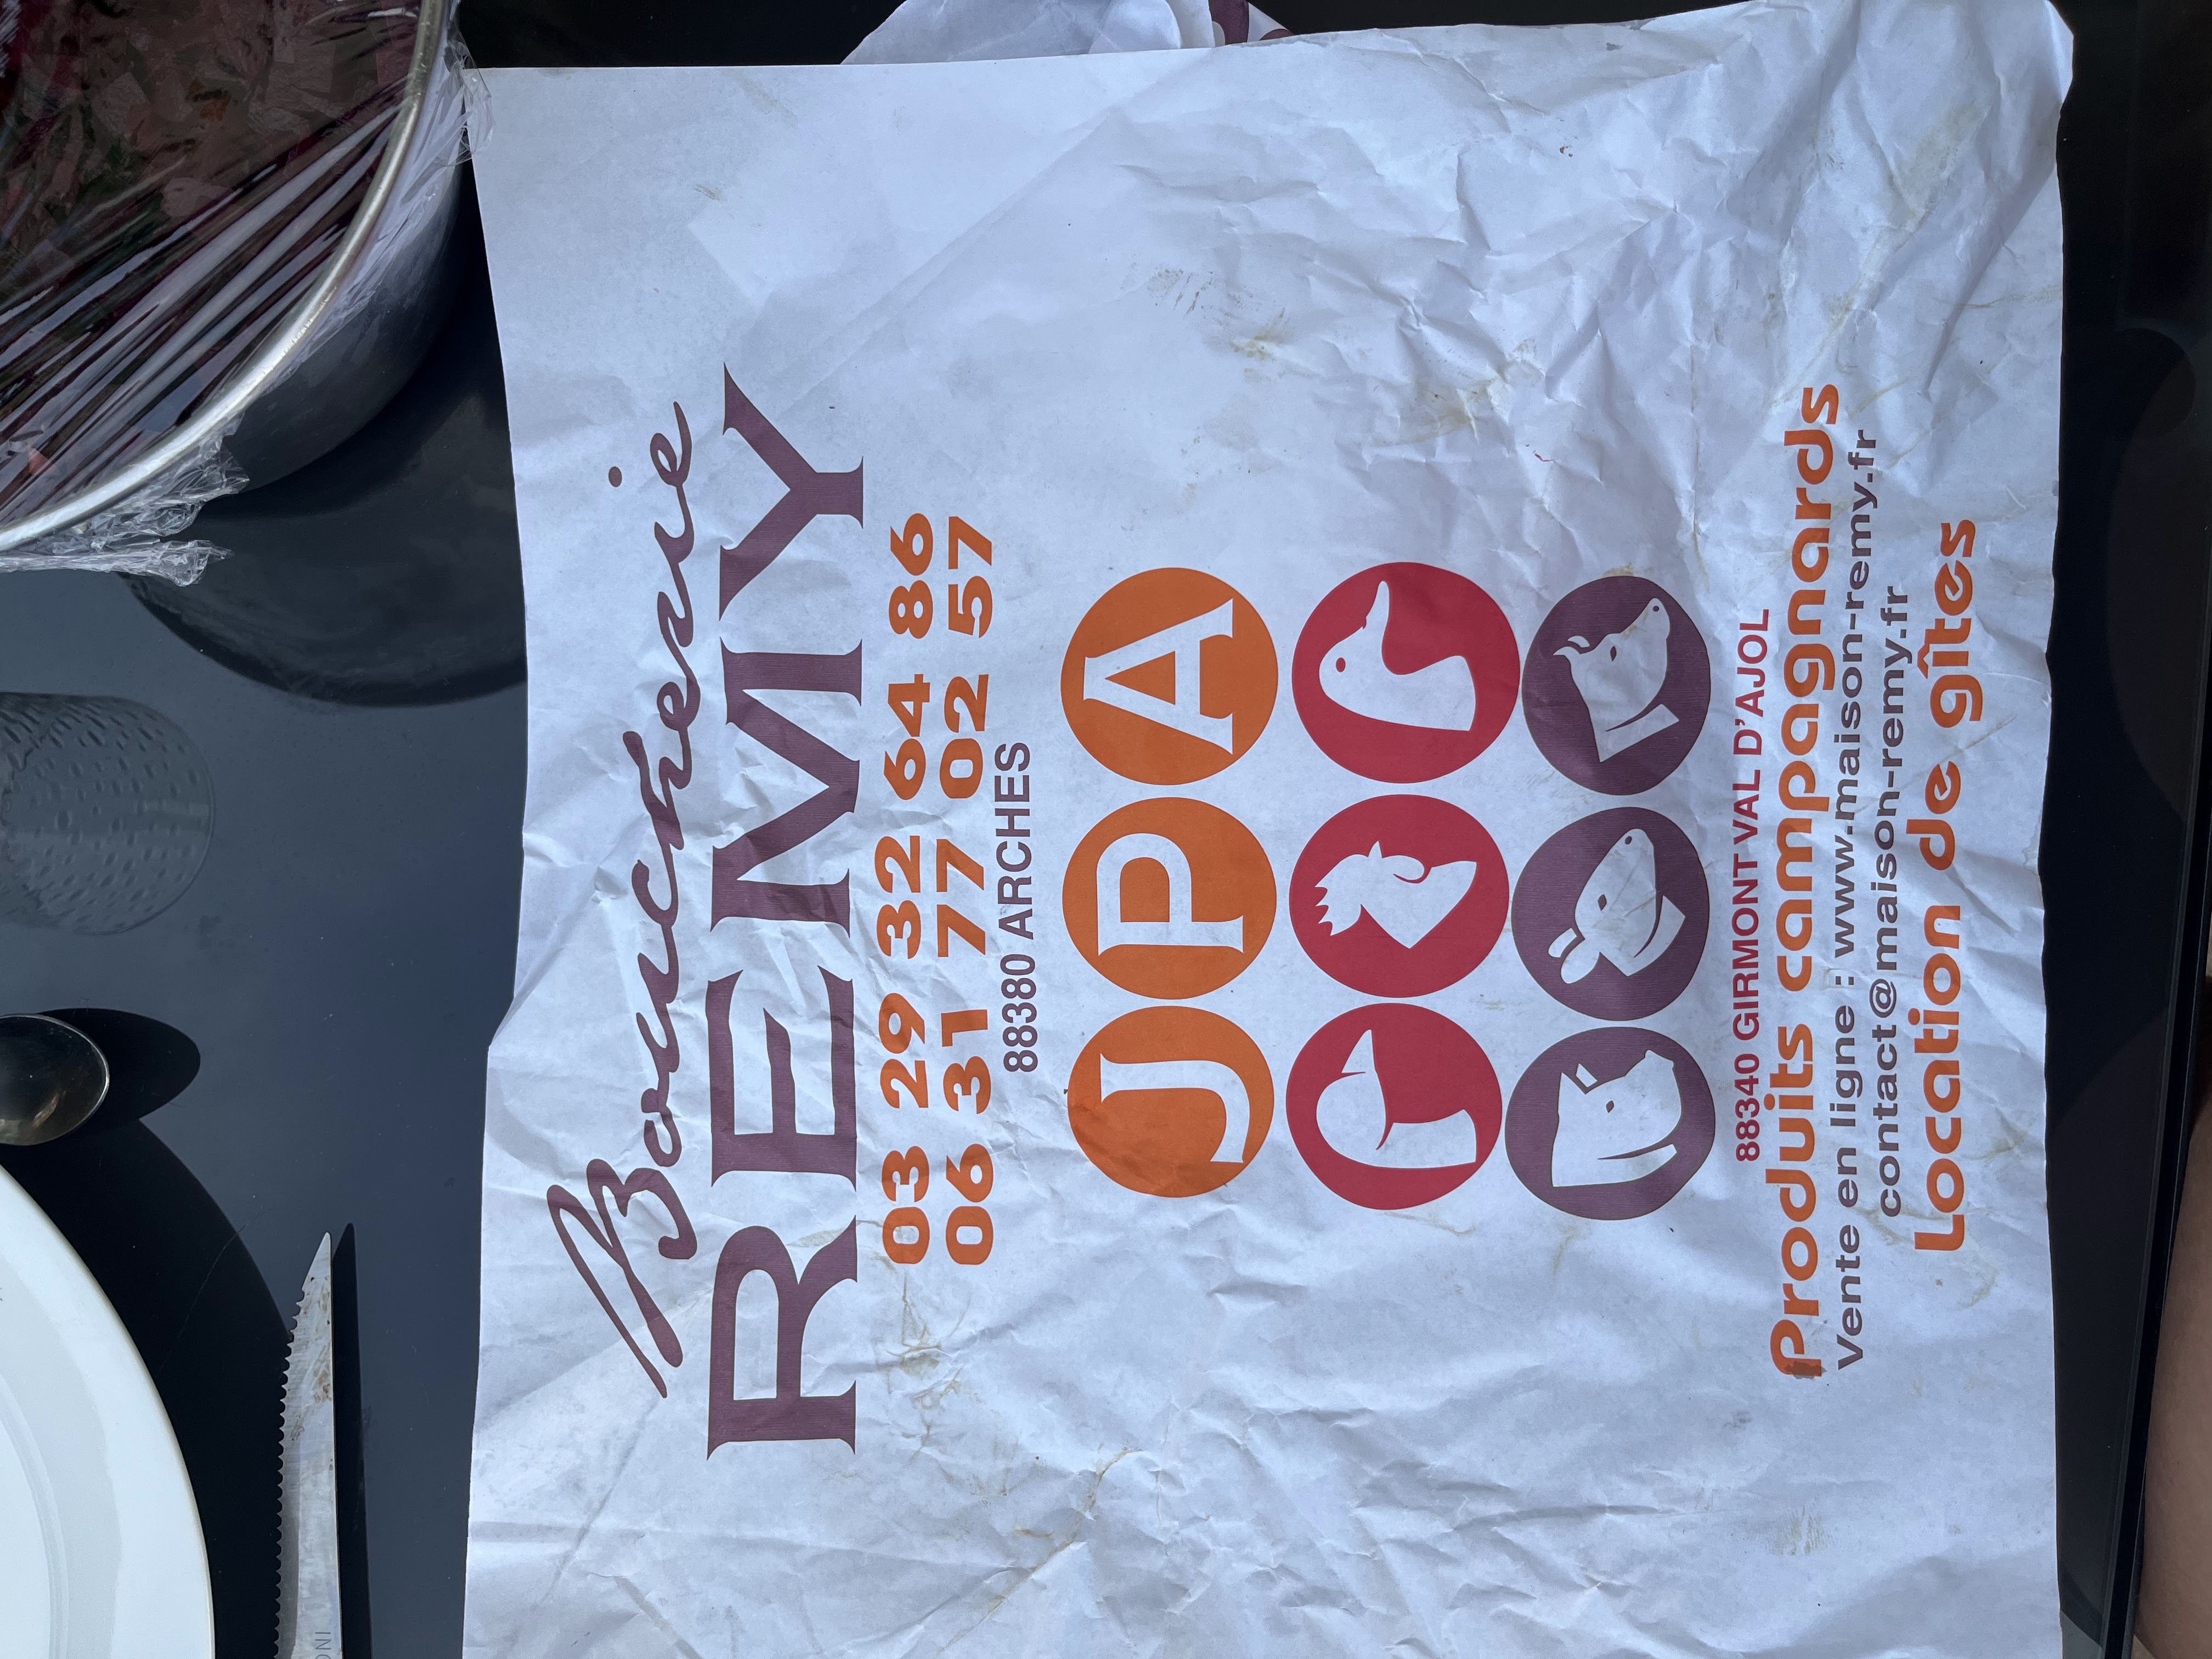 Boucherie
REMY
03 29 32 64 86
06 31 77 02 57
88380 ARCHES
J P A
88340 GIRMONT VAL D'AJOL
Produits campagnards
Vente en ligne : www.maison-remy.fr
contact@maison-remy.fr
Location de gîtes